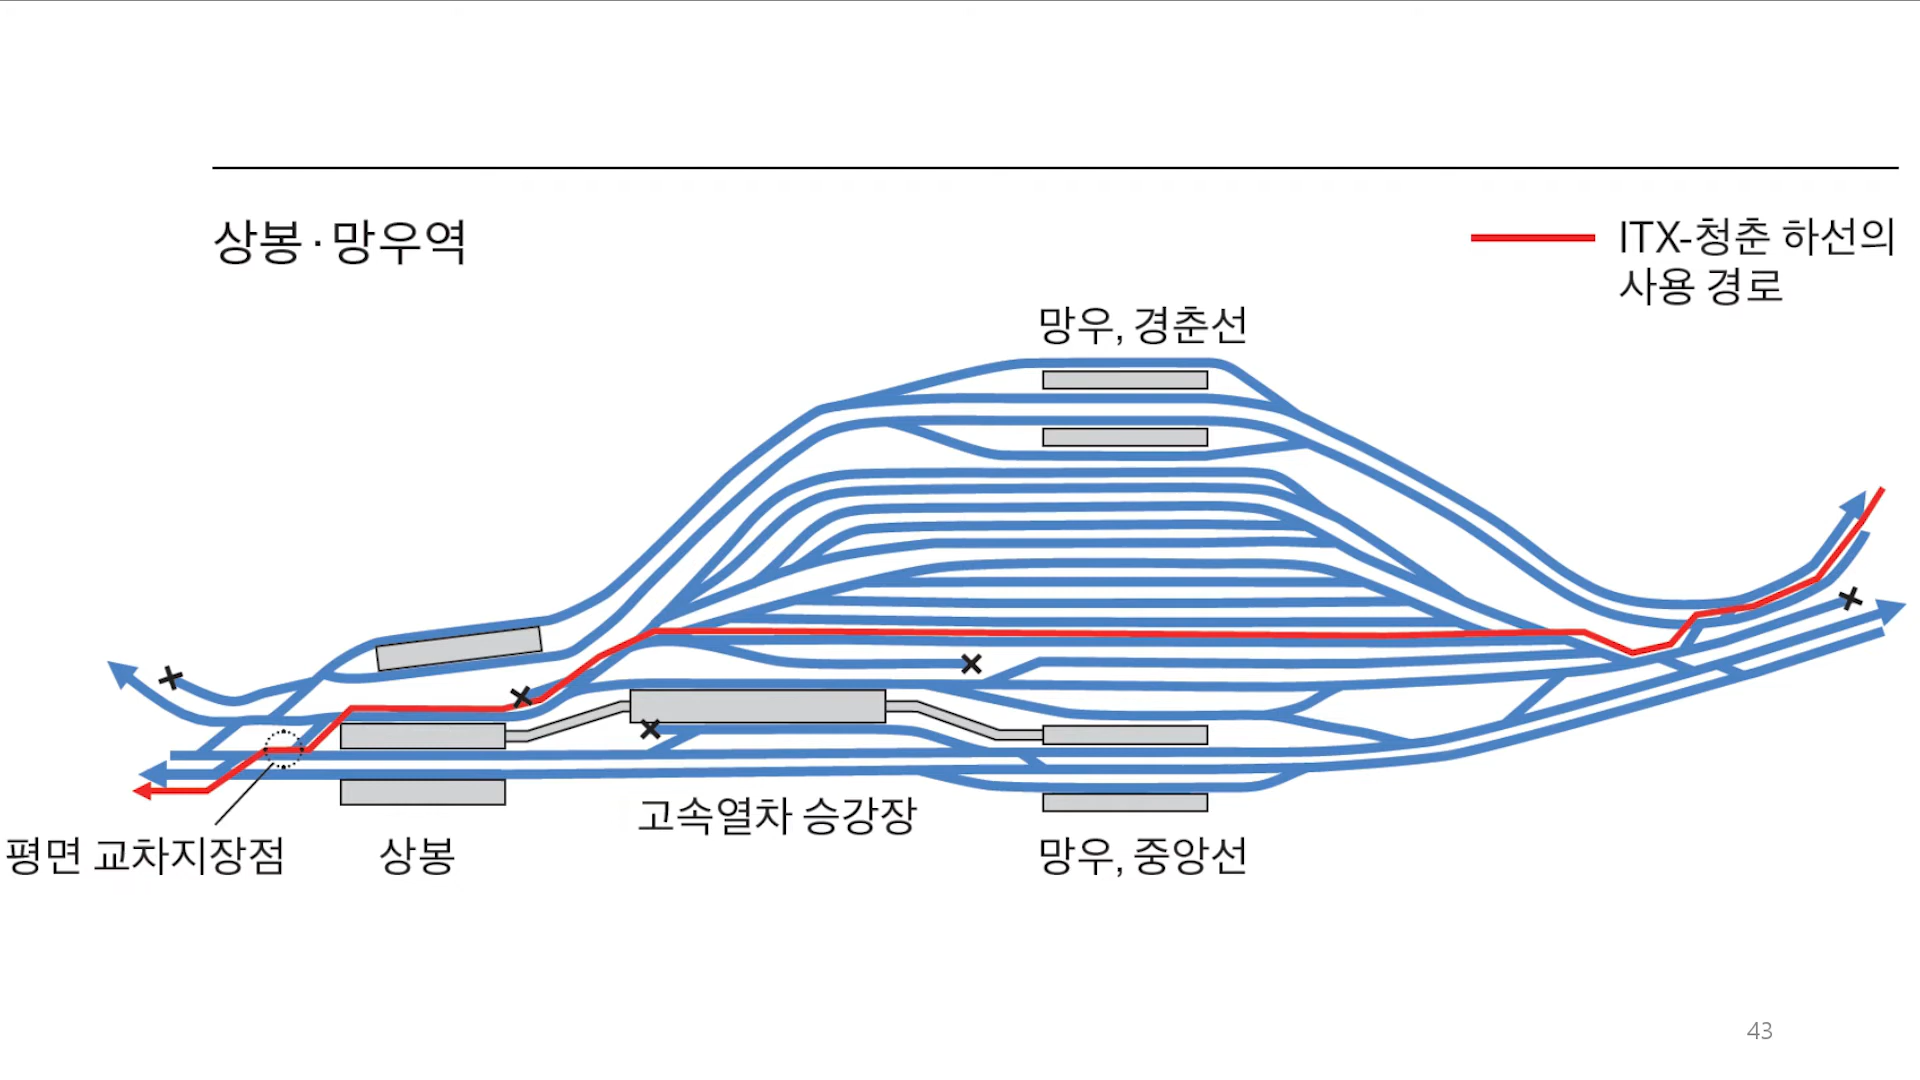 상봉·망우역
ITX-청춘 하선의
사용 경로
망우, 경춘선
고속열차 승강장
평면 교차지장점
상봉
망우, 중앙선
43